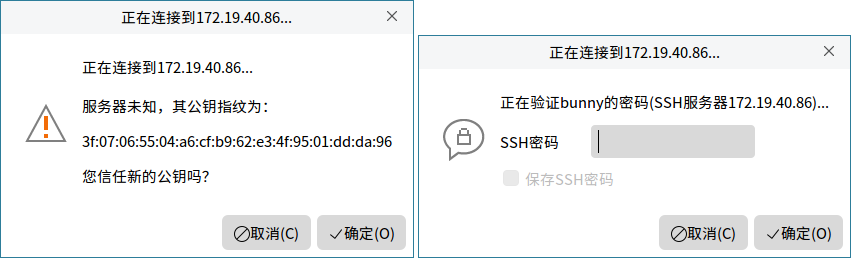 正在连接到172.19.40.86...
正在连接到172.19.40.86...
服务器未知，其公钥指纹为：
3f:07:06:55:04:a6:cf:b9:62:e3:4f:95:01:dd:da:96
您信任新的公钥吗？
取消(C)
确定(O)
正在连接到172.19.40.86...
正在验证bunny的密码(SSH服务器172.19.40.86)...
SSH密码
保存SSH密码
取消(C)
确定(O)